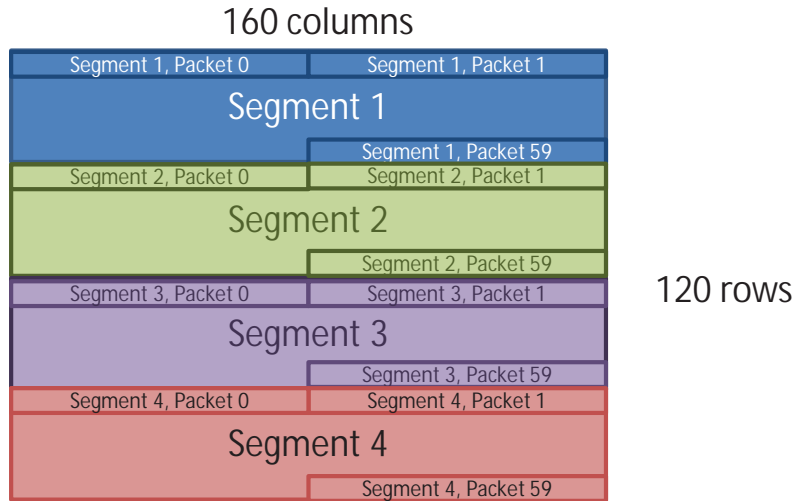 160 columns
Segment 1, Packet 0 Segment 1, Packet 1
Segment 1
Segment 1, Packet 59
Segment 2, Packet 0 Segment 2, Packet 1
Segment 2
Segment 2, Packet 59
Segment 3, Packet 0 Segment 3, Packet 1
120 rows
Segment 3
Segment 3, Packet 59
Segment 4, Packet 0 Segment 4, Packet 1
Segment 4
Segment 4, Packet 59